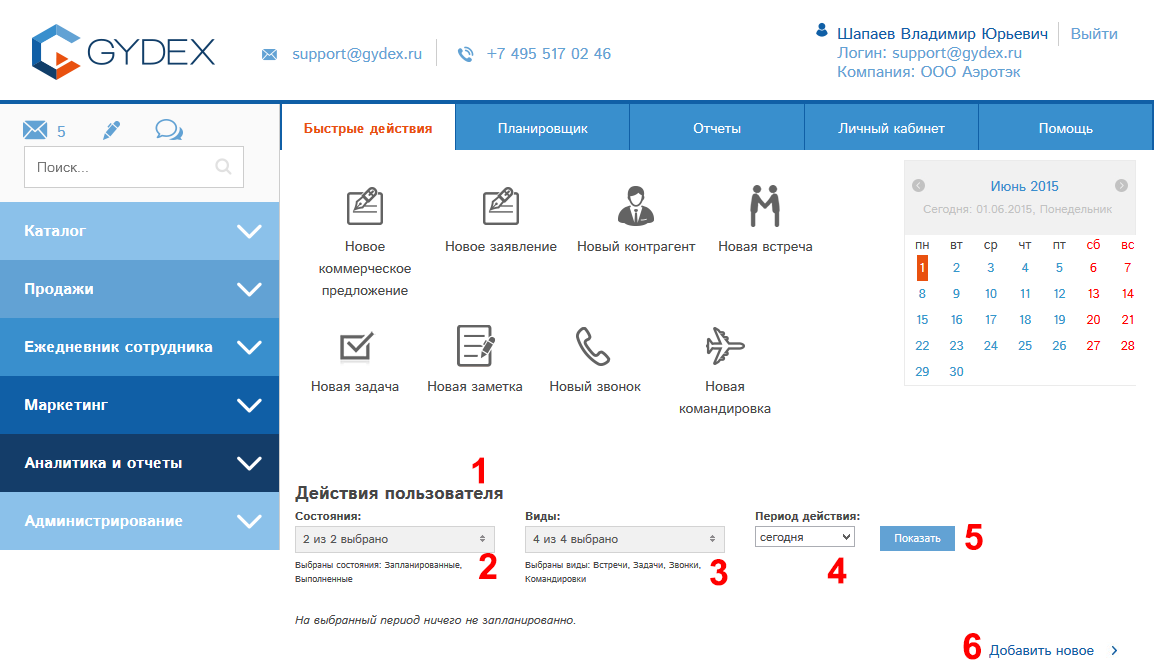 GYDEX
support@gydex.ru
+7 495 517 02 46
Шапаев Владимир Юрьевич
Выйти
Логин: support@gydex.ru
Компания: ООО Аэротэк
5
Поиск...
Каталог
Продажи
Ежедневник сотрудника
Маркетинг
Аналитика и отчеты
Администрирование
Быстрые действия
Планировщик
Отчеты
Личный кабинет
Помощь
Новое
коммерческое
предложение
Новое заявление
Новый контрагент
Новая встреча
Новая задача
Новая заметка
Новый звонок
Новая
командировка
Июнь 2015
Сегодня: 01.06.2015, Понедельник
пн вт ср чт пт сб вс
1 2 3 4 5 6 7
8 9 10 11 12 13 14
15 16 17 18 19 20 21
22 23 24 25 26 27 28
29 30
1
Действия пользователя
Состояния:
2 из 2 выбрано
Выбраны состояния: Запланированные,
Выполненные
2
Виды:
4 из 4 выбрано
Выбраны виды: Встречи, Задачи, Звонки,
Командировки
3
Период действия:
сегодня
4
Показать
5
На выбранный период ничего не запланированно.
6
Добавить новое